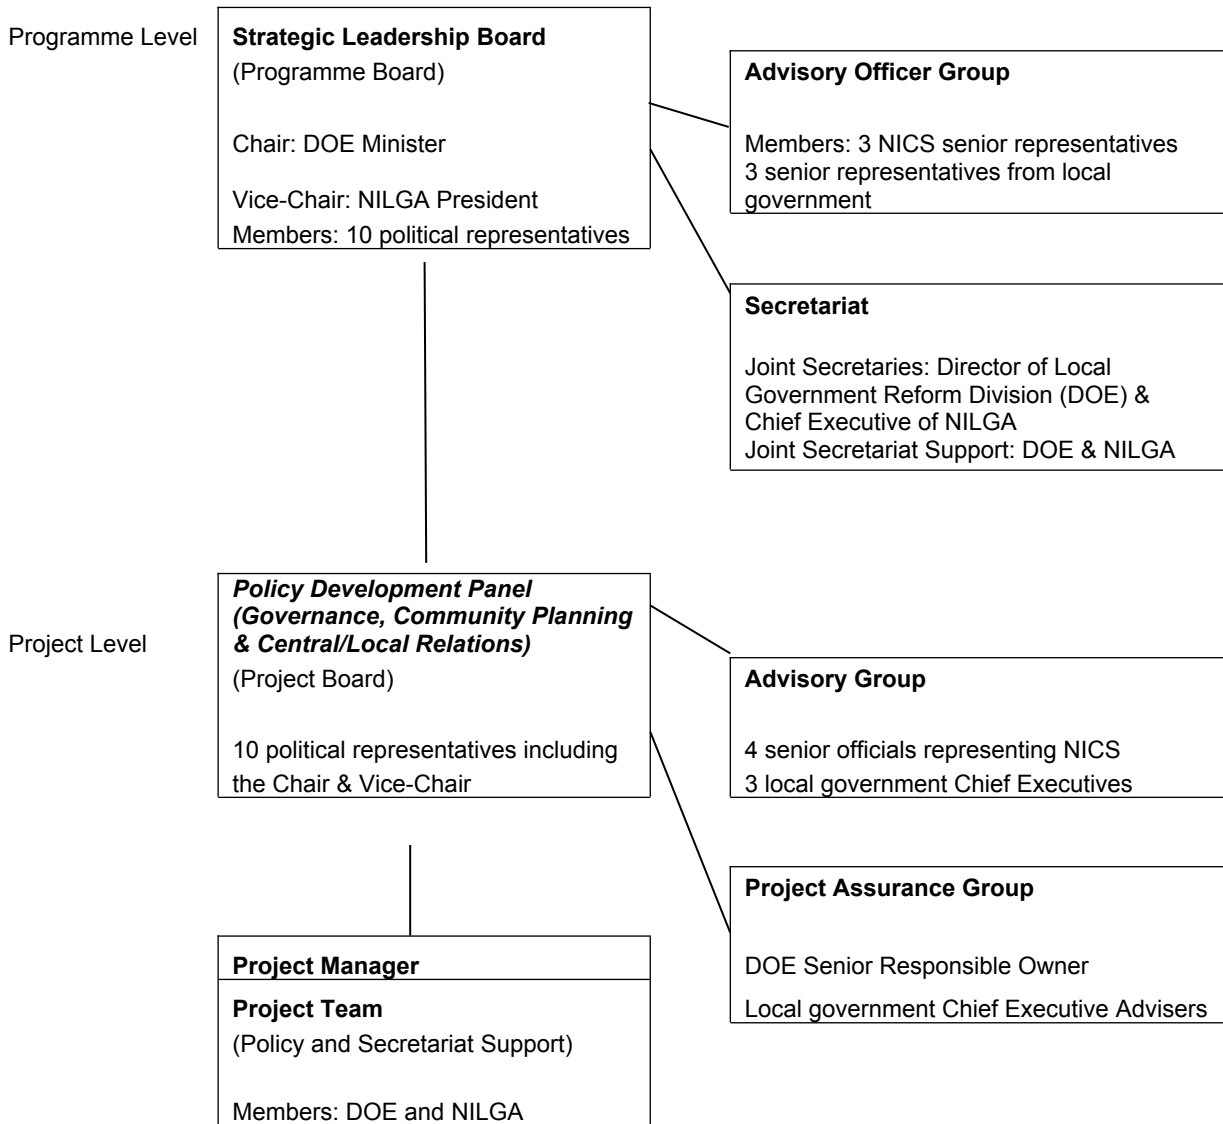 Programme Level
Strategic Leadership Board
(Programme Board)
Chair: DOE Minister
Vice-Chair: NILGA President
Members: 10 political representatives
Advisory Officer Group
Members: 3 NICS senior representatives
3 senior representatives from local
government
Secretariat
Joint Secretaries: Director of Local
Government Reform Division (DOE) &
Chief Executive of NILGA
Joint Secretariat Support: DOE & NILGA
Project Level
Policy Development Panel
(Governance, Community Planning
& Central/Local Relations)
(Project Board)
10 political representatives including
the Chair & Vice-Chair
Advisory Group
4 senior officials representing NICS
3 local government Chief Executives
Project Assurance Group
DOE Senior Responsible Owner
Local government Chief Executive Advisers
Project Manager
Project Team
(Policy and Secretariat Support)
Members: DOE and NILGA